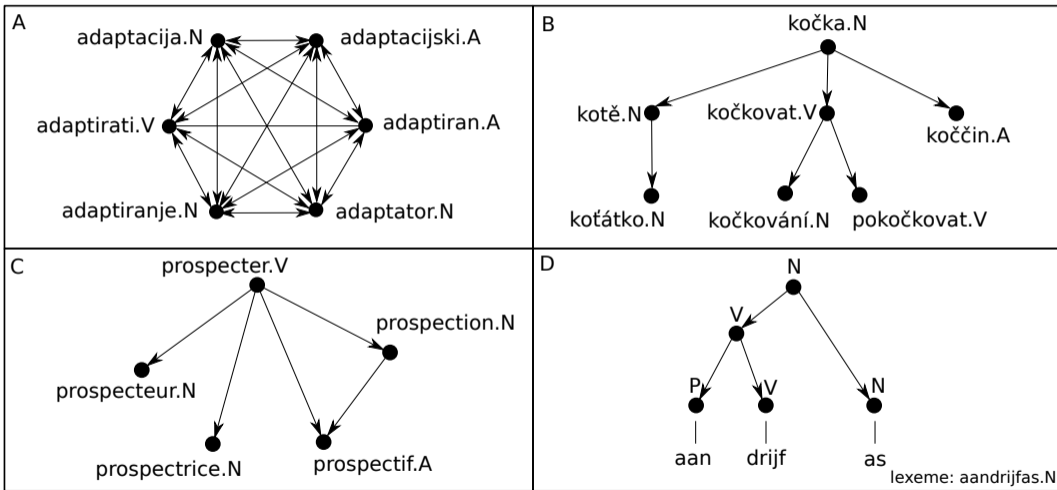 A
adaptacija.N
adaptacijski.A
adaptirati.V
adaptiran.A
adaptiranje.N
adaptator.N
B
kočka.N
kotě.N
kočkovat.V
koččin.A
koťátko.N
kočkování.N
pokočkovat.V
C
prospecter.V
prospection.N
prospecteur.N
prospectrice.N
prospectif.A
D
N
V
P
V
N
aan
drijf
as
lexeme: aandrijfas.N